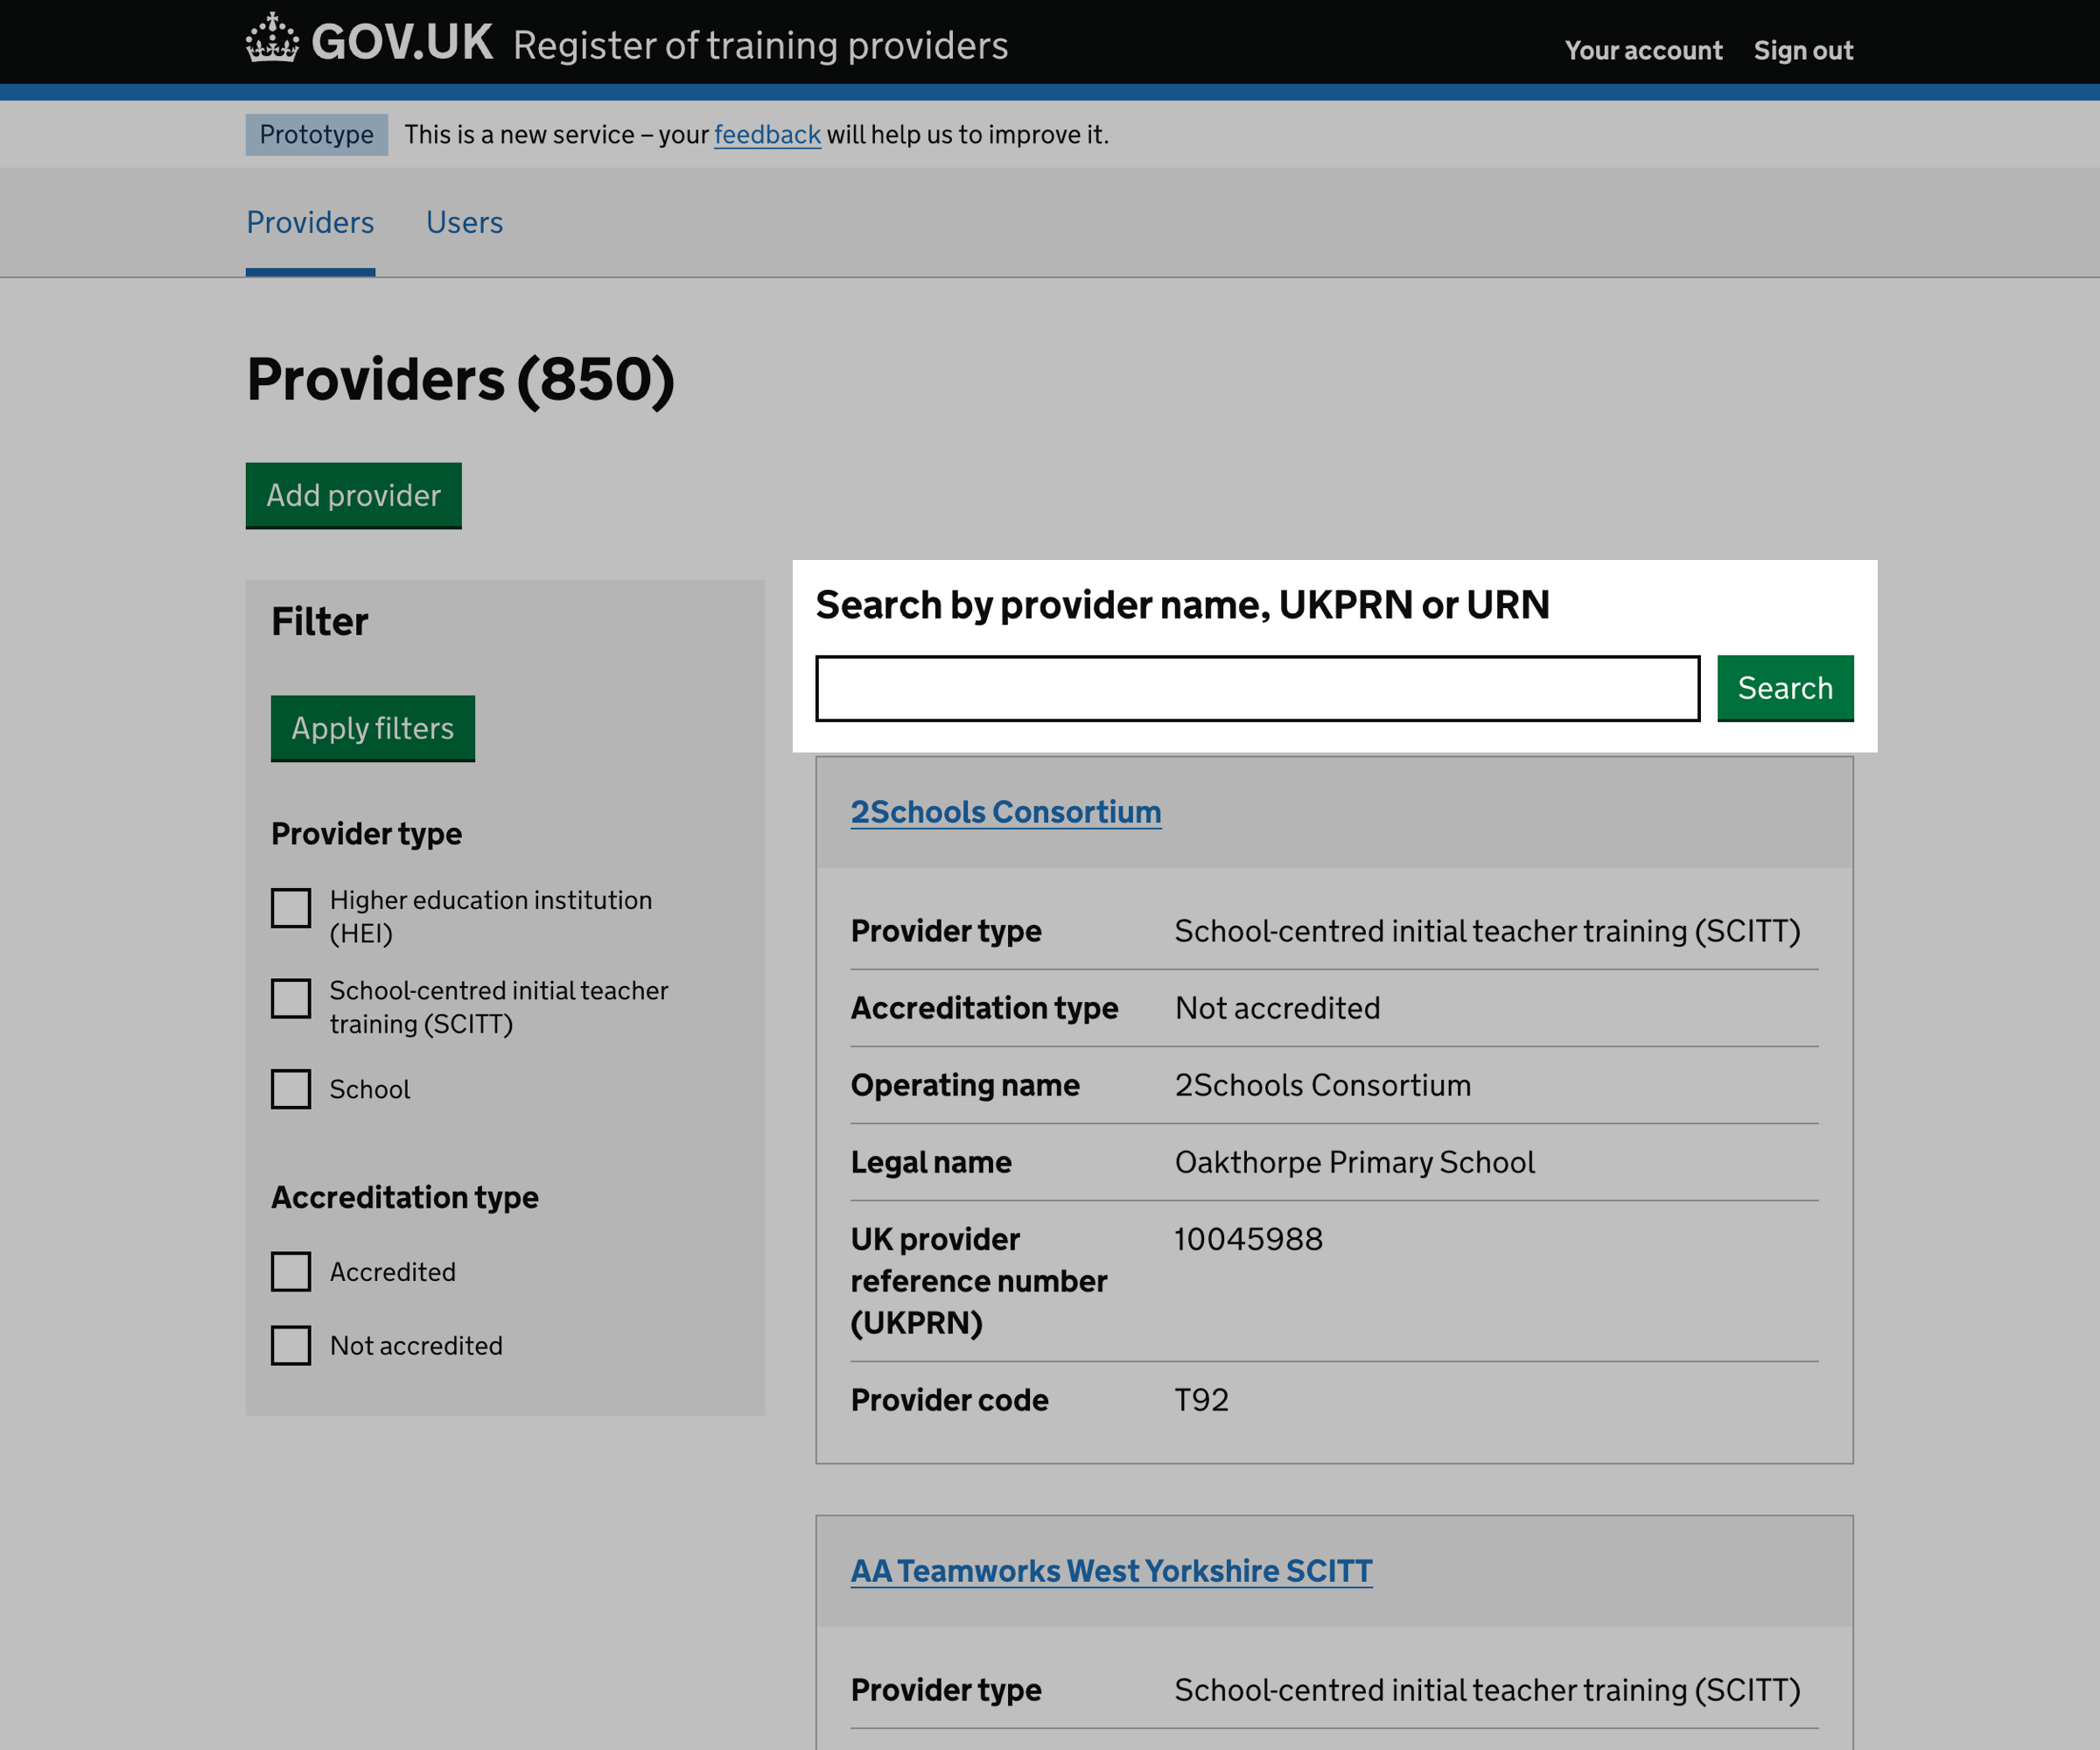 GOV.UK Register of training providers
Your account Sign out
Prototype This is a new service – your feedback will help us to improve it.
Providers Users
Providers (850)
Add provider
Filter
Apply filters
Provider type
Higher education institution
(HEI)
School-centred initial teacher
training (SCITT)
School
Accreditation type
Accredited
Not accredited
Search by provider name, UKPRN or URN
Search
2Schools Consortium
Provider type School-centred initial teacher training (SCITT)
Accreditation type Not accredited
Operating name 2Schools Consortium
Legal name Oakthorpe Primary School
UK provider 10045988
reference number
(UKPRN)
Provider code T92
AA Teamworks West Yorkshire SCITT
Provider type School-centred initial teacher training (SCITT)